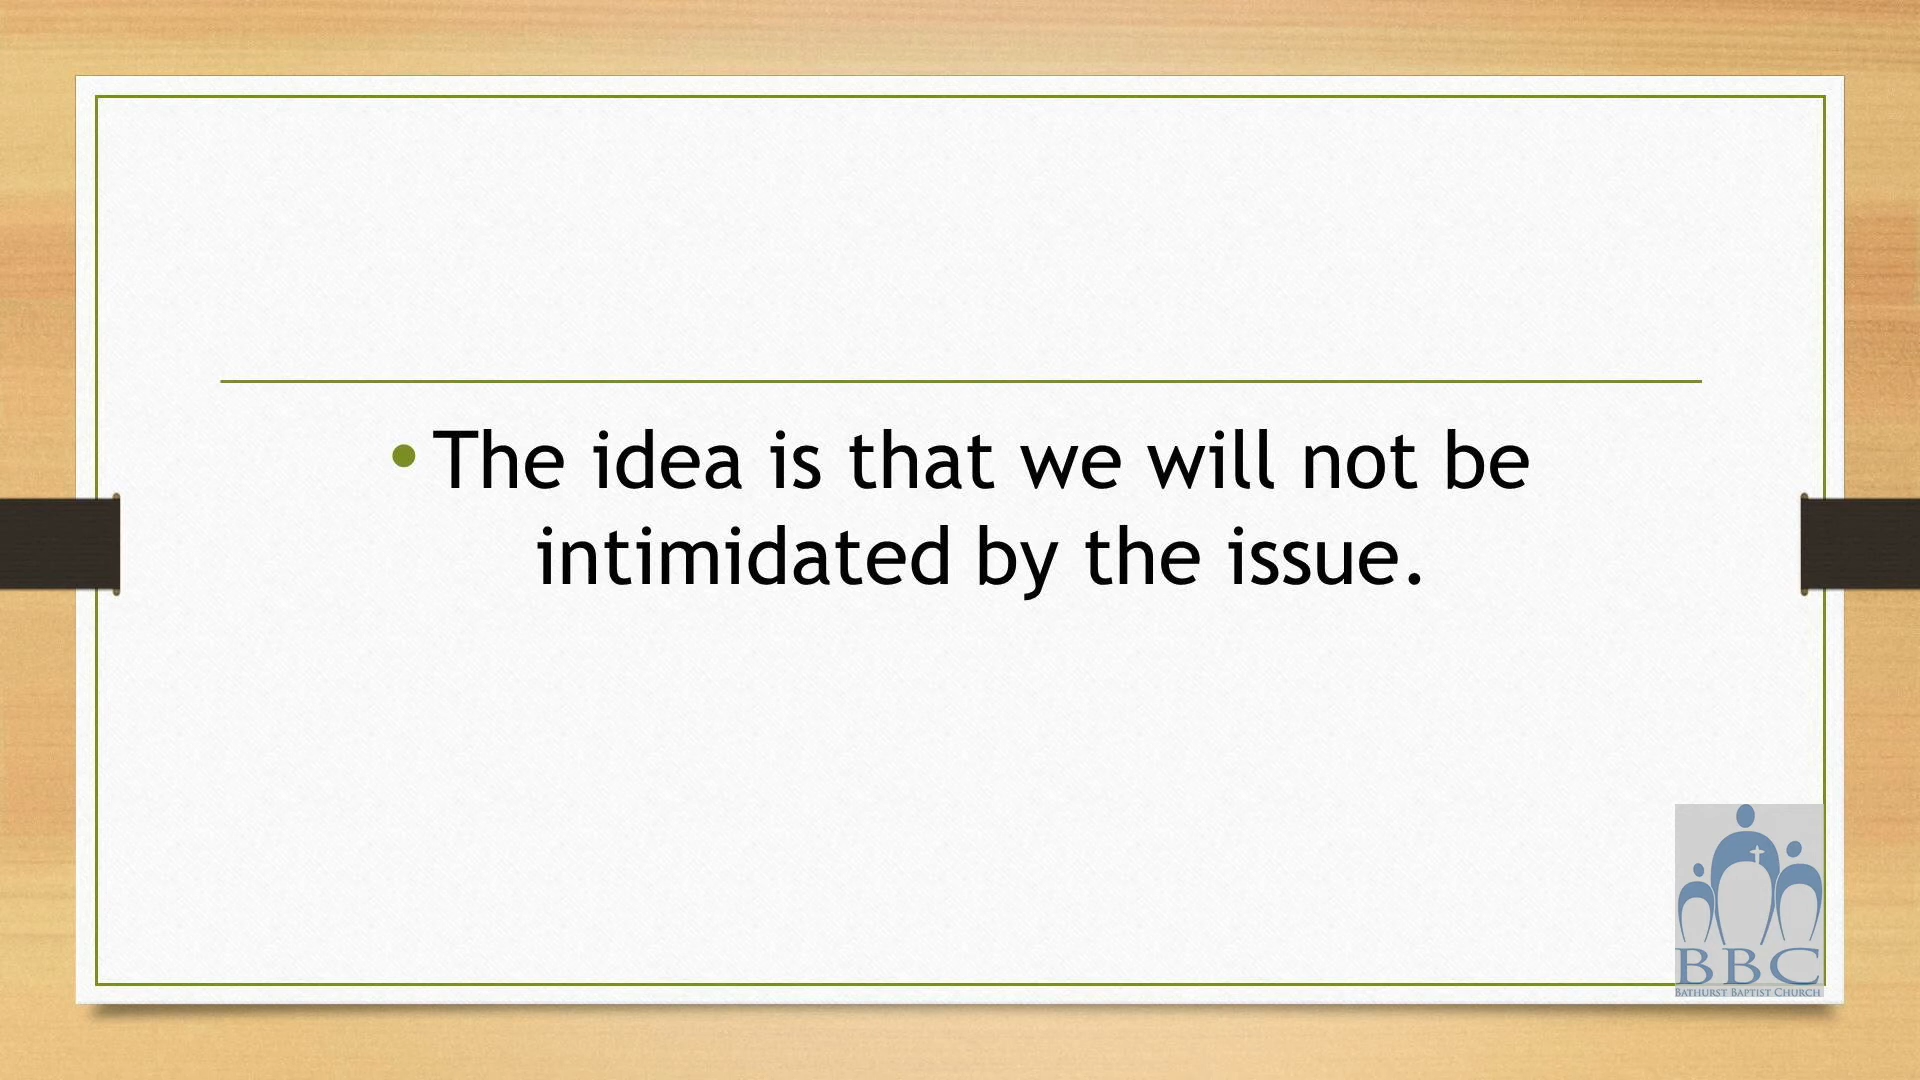 • The idea is that we will not be
intimidated by the issue.
BBC
BATHURST BAPTIST CHURCH